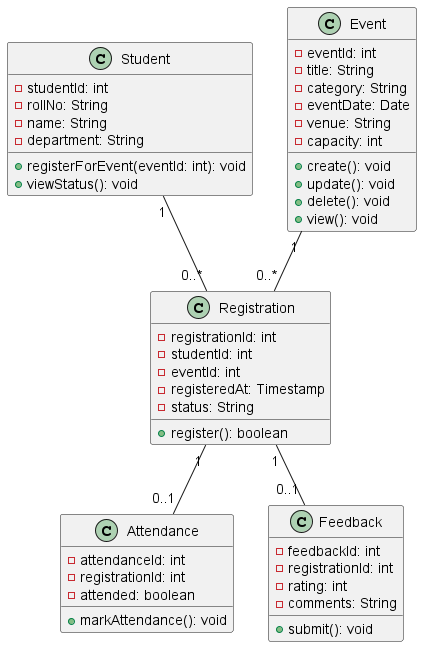 C Student
- studentId: int
- rollNo: String
- name: String
- department: String
registerForEvent(eventId: int): void
viewStatus(): void
C Event
eventId: int
title: String
category: String
eventDate: Date
venue: String
capacity: int
create(): void
update(): void
delete(): void
view(): void
1
0..*
1
0..*
C Registration
registrationId: int
studentId: int
eventId: int
registeredAt: Timestamp
status: String
register(): boolean
1
0..1
1
0..1
C Attendance
attendanceId: int
registrationId: int
attended: boolean
markAttendance(): void
C Feedback
feedbackId: int
registrationId: int
rating: int
comments: String
submit(): void